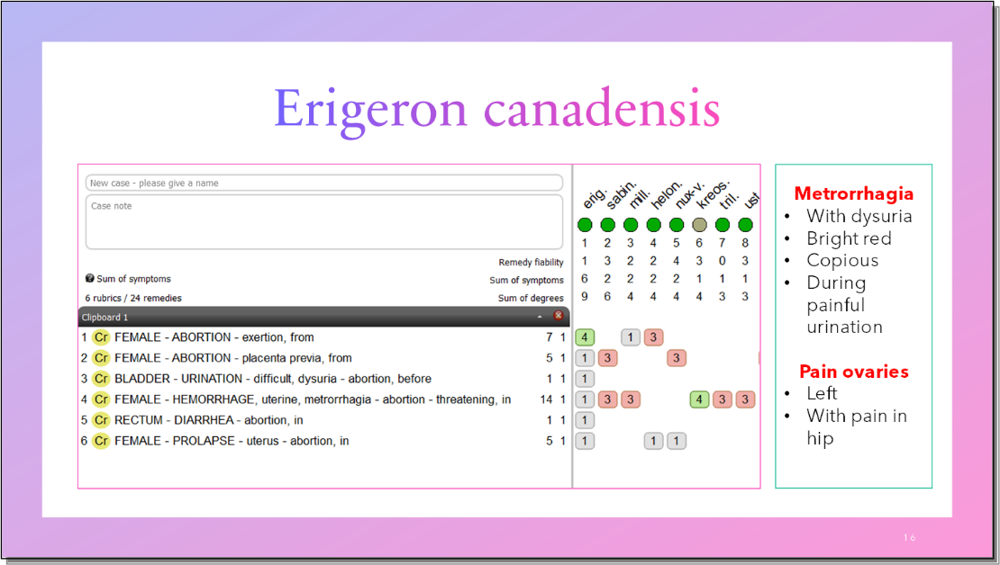 Erigeron canadensis
New case - please give a name
Case note
Remedy fiability
Sum of symptoms
Sum of symptoms
6 rubrics / 24 remedies
Sum of degrees
erig. sabin. mill. helon. nux-v. kreos. tril. ust
1 2 3 4 5 6 7 8
1 3 2 2 4 3 0 3
6 2 2 2 2 1 1 1
9 6 4 4 4 4 3 3
Clipboard 1
1 Cr FEMALE - ABORTION - exertion, from 7 1 4 1 3
2 Cr FEMALE - ABORTION - placenta previa, from 5 1 1 3 3
3 Cr BLADDER - URINATION - difficult, dysuria - abortion, before 1 1 1
4 Cr FEMALE - HEMORRHAGE, uterine, metrorrhagia - abortion - threatening, in 14 1 1 3 3 4 3 3
5 Cr RECTUM - DIARRHEA - abortion, in 1 1 1
6 Cr FEMALE - PROLAPSE - uterus - abortion, in 5 1 1 1 1
Metrorrhagia
• With dysuria
• Bright red
• Copious
• During
painful
urination
Pain ovaries
• Left
• With pain in
hip
16